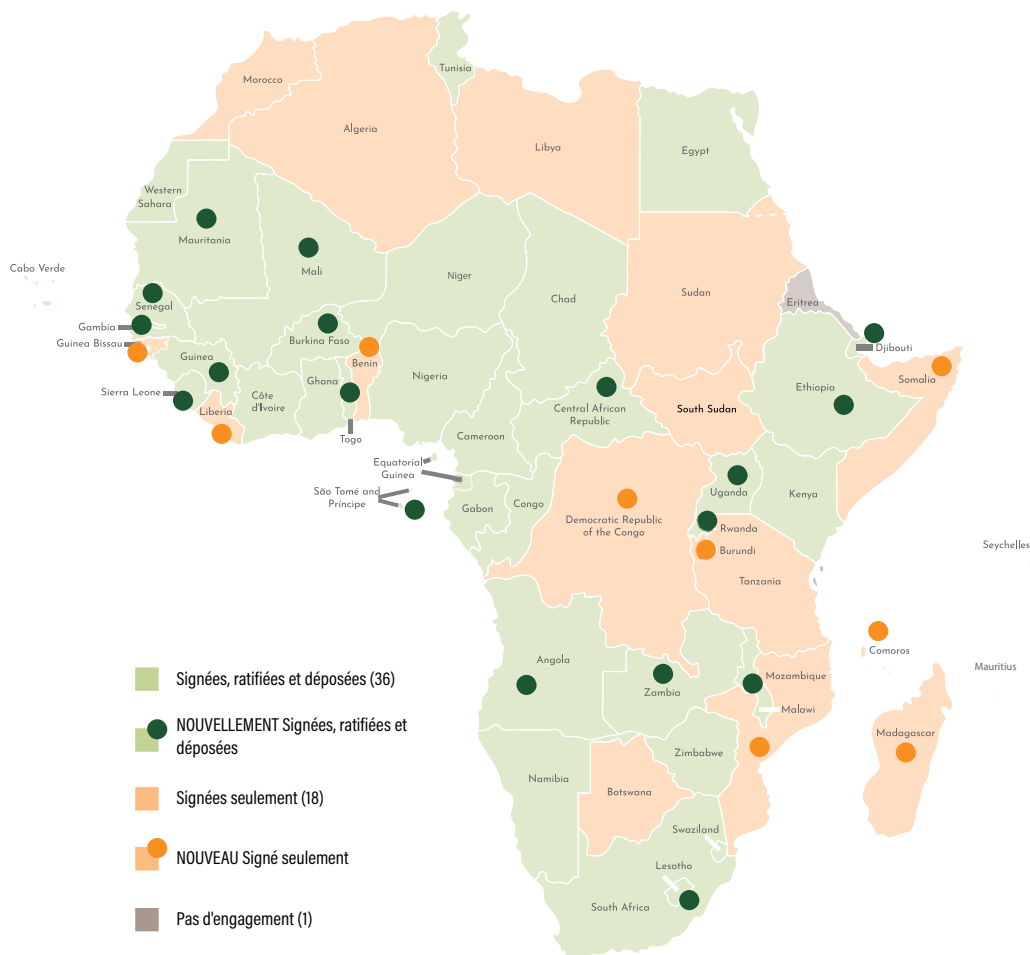 Tunisia
Morocco
Algeria
Libya
Egypt
Western
Sahara
Mauritania
Mali
Niger
Chad
Sudan
Eritrea
Cabo Verde
Senegal
Gambia
Guinea Bissau
Guinea
Sierra Leone
Liberia
Côte
d'Ivoire
Burkina Faso
Ghana
Togo
Benin
Nigeria
Cameroon
Central African
Republic
South Sudan
Ethiopia
Djibouti
Somalia
Equatorial
Guinea
São Tomé and
Príncipe
Gabon
Congo
Democratic Republic
of the Congo
Uganda
Kenya
Rwanda
Burundi
Tanzania
Seychelles
Comoros
Mauritius
Angola
Zambia
Mozambique
Malawi
Madagascar
Zimbabwe
Namibia
Botswana
Swaziland
Lesotho
South Africa
Signées, ratifiées et déposées (36)
NOUVELLEMENT Signées, ratifiées et
déposées
Signées seulement (18)
NOUVEAU Signé seulement
Pas d'engagement (1)